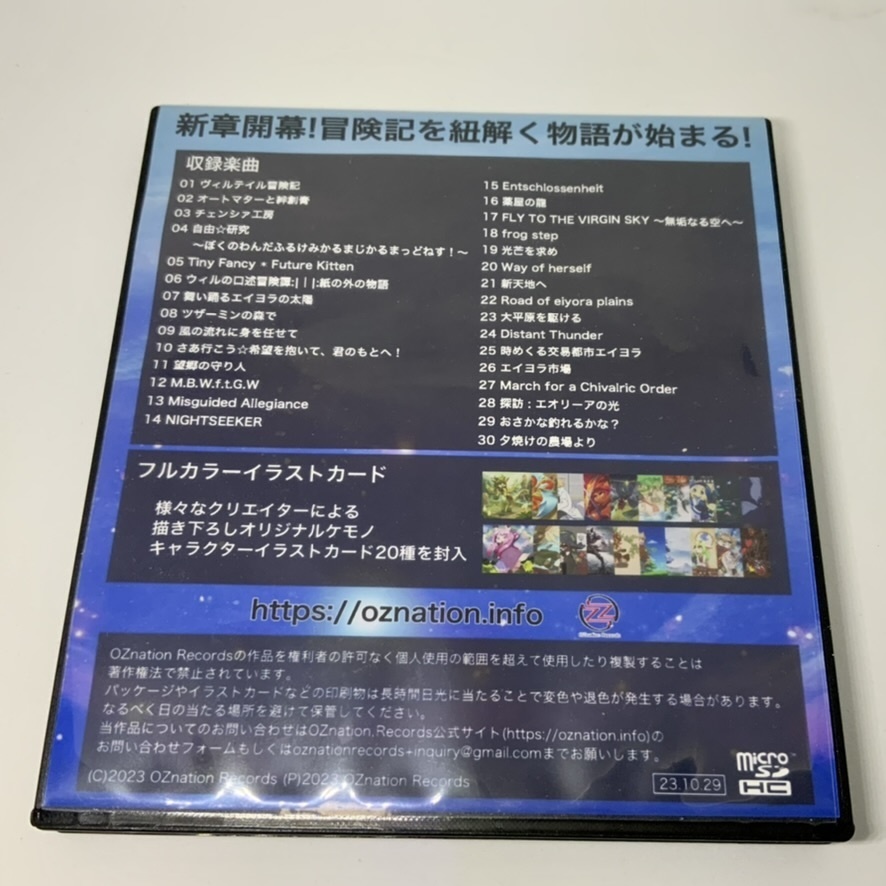 新章開幕!冒険記を紐解く物語が始まる!
収録楽曲
01 ヴィルテイル冒険記
02 オートマターと絆創膏
03 チェンシァ工房
04 自由☆研究
～ぼくのわんだふるけみかるまじかるまっどねす！～
05 Tiny Fancy * Future Kitten
06 ウィルの口述冒険譚:|｜|:紙の外の物語
07 舞い踊るエイヨラの太陽
08 ツザーミンの森で
09 風の流れに身を任せて
10 さあ行こう☆希望を抱いて、君のもとへ！
11 望郷の守り人
12 M.B.W.f.t.G.W
13 Misguided Allegiance
14 NIGHTSEEKER
15 Entschlossenheit
16 薬屋の龍
17 FLY TO THE VIRGIN SKY ～無垢なる空へ～
18 frog step
19 光芒を求め
20 Way of herself
21 新天地へ
22 Road of eiyora plains
23 大平原を駆ける
24 Distant Thunder
25 時めくる交易都市エイヨラ
26 エイヨラ市場
27 March for a Chivalric Order
28 探訪：エオリーアの光
29 おさかな釣れるかな？
30 夕焼けの農場より
フルカラーイラストカード
様々なクリエイターによる
描き下ろしオリジナルケモノ
キャラクターイラストカード20種を封入
https://oznation.info
OZnation Records
OZnation Recordsの作品を権利者の許可なく個人使用の範囲を超えて使用したり複製することは
著作権法で禁止されています。
パッケージやイラストカードなどの印刷物は長時間日光に当たることで変色や退色が発生する場合があります。
なるべく日の当たる場所を避けて保管してください。
当作品についてのお問い合わせはOZnation.Records公式サイト(https://oznation.info)の
お問い合わせフォームもしくはoznationrecords+inquiry@gmail.comまでお願いします。
(C)2023 OZnation Records (P)2023 OZnation Records
23.10.29
micro
SD
HC